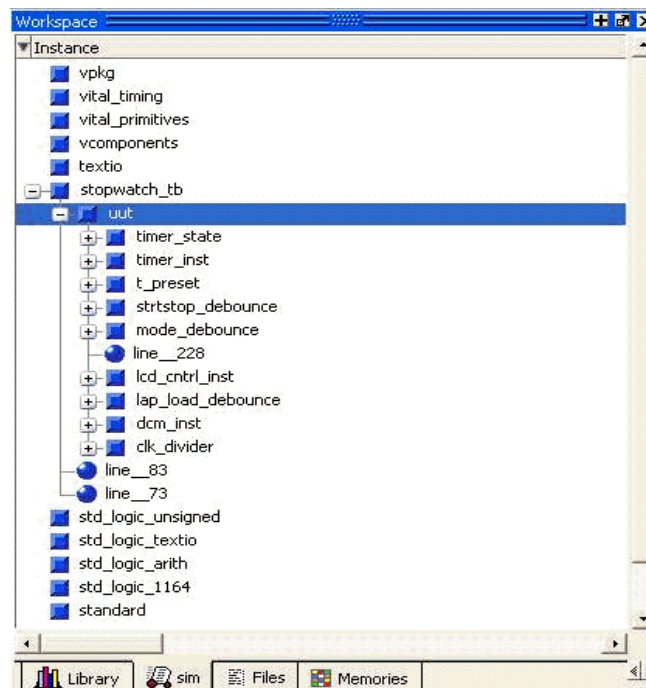 Workspace
Instance
vpkg
vital_timing
vital_primitives
vcomponents
textio
stopwatch_tb
uut
timer_state
timer_inst
t_preset
strtstop_debounce
mode_debounce
line__228
lcd_cntrl_inst
lap_load_debounce
dcm_inst
clk_divider
line__83
line__73
std_logic_unsigned
std_logic_textio
std_logic_arith
std_logic_1164
standard
Library sim Files Memories